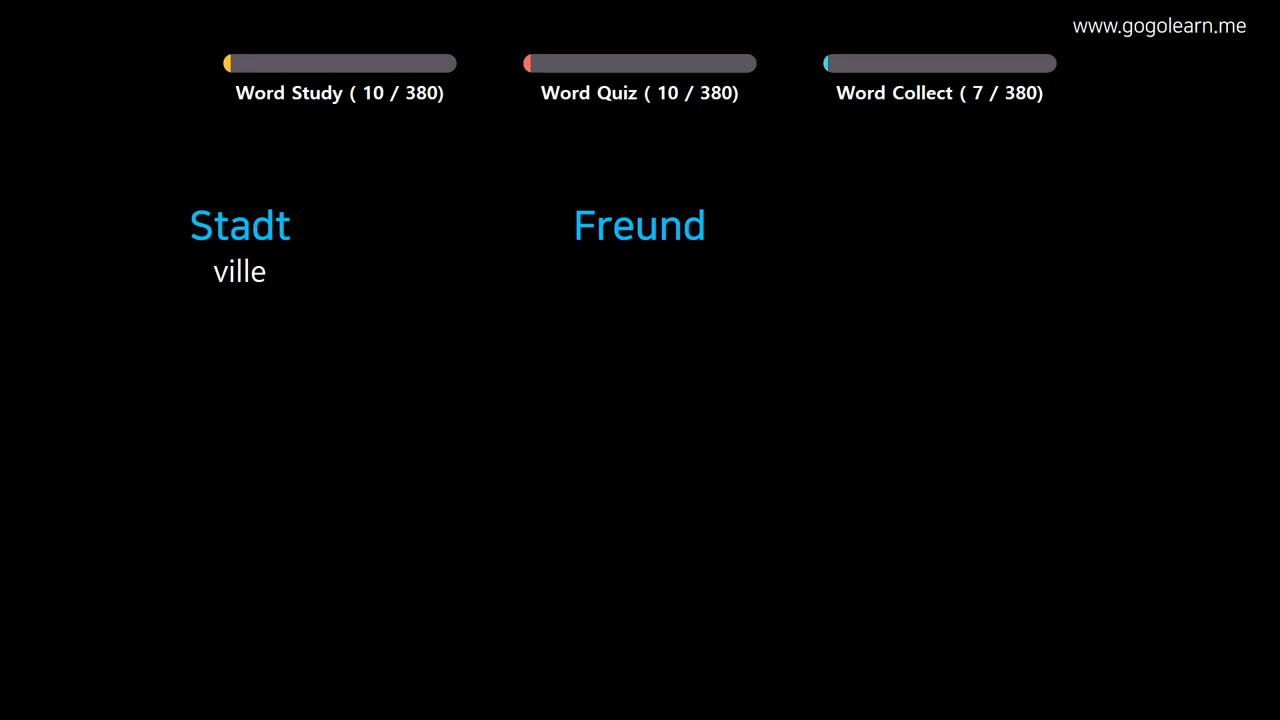 www.gogolearn.me
Word Study ( 10 / 380)
Word Quiz ( 10 / 380)
Word Collect ( 7 / 380)
Stadt
ville
Freund